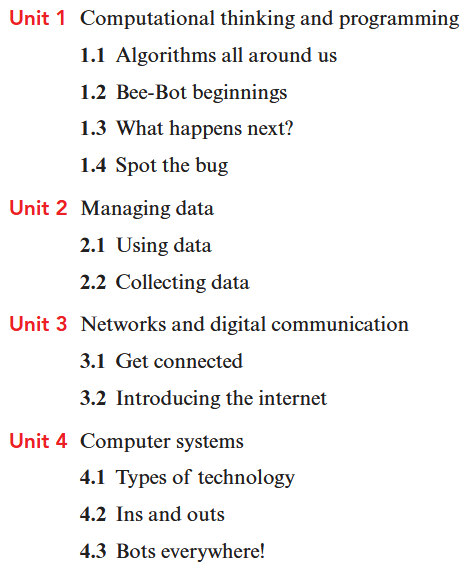 Unit 1 Computational thinking and programming
1.1 Algorithms all around us
1.2 Bee-Bot beginnings
1.3 What happens next?
1.4 Spot the bug
Unit 2 Managing data
2.1 Using data
2.2 Collecting data
Unit 3 Networks and digital communication
3.1 Get connected
3.2 Introducing the internet
Unit 4 Computer systems
4.1 Types of technology
4.2 Ins and outs
4.3 Bots everywhere!